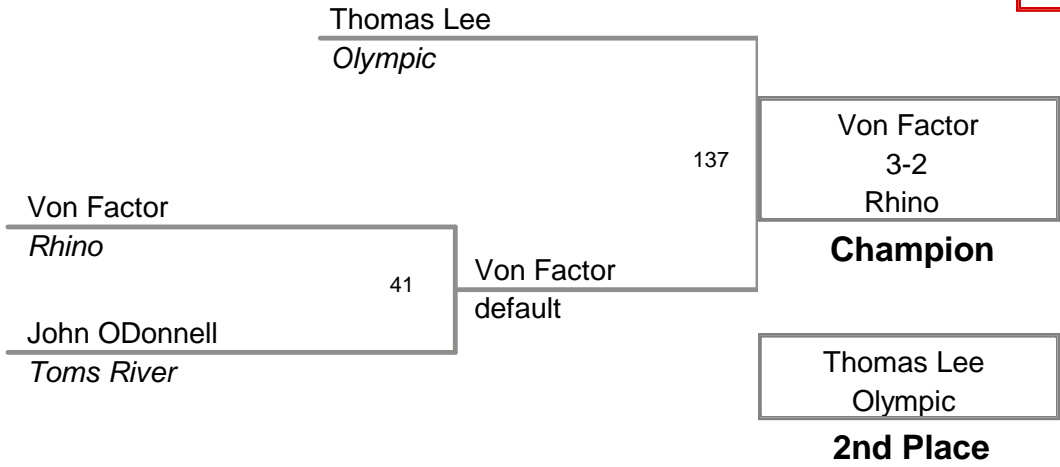 Thomas Lee
Olympic
137
Von Factor
3-2
Rhino
Champion
Von Factor
Rhino
41
Von Factor
default
John ODonnell
Toms River
Thomas Lee
Olympic
2nd Place